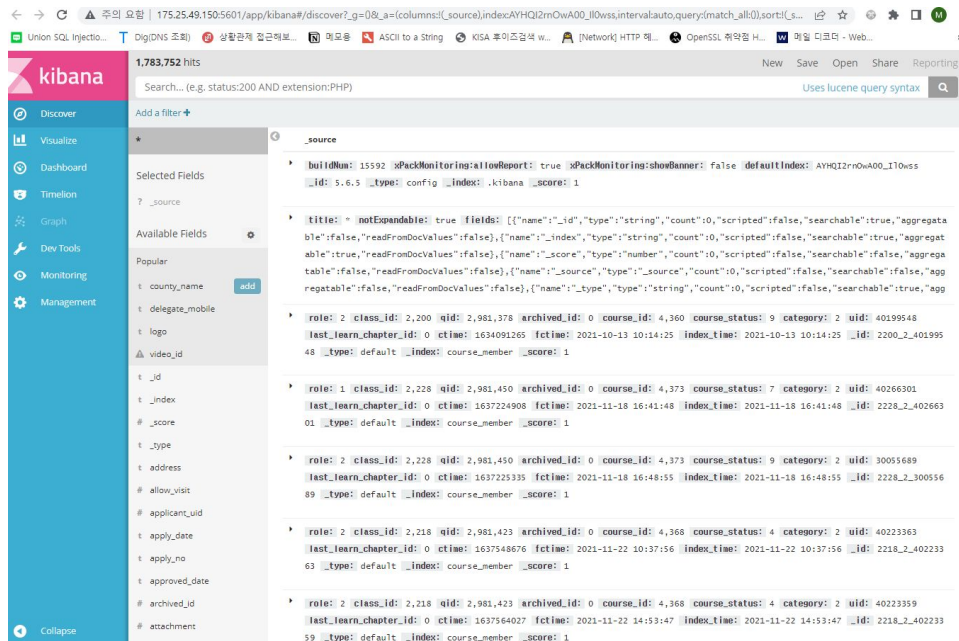 주의 요함 175.25.49.150:5601/app/kibana#/discover?_g=()&_a=(columns:!(_source),index:AYHQI2rnOwA00_Il0wss,interval:auto,query:(match_all:()),sort:!(_s...
Union SQL Injectio... Dig(DNS 조회) 상황관제 접근해보... 메모용 ASCII to a String KISA 후이즈검색 w... [Network] HTTP 헤... OpenSSL 취약점 H... 메일 디코더 - Web...
kibana
Discover
Visualize
Dashboard
Timelion
Graph
Dev Tools
Monitoring
Management
Collapse
1,783,752 hits
New Save Open Share Reporting
Search... (e.g. status:200 AND extension:PHP)
Uses lucene query syntax
Add a filter +
*
Selected Fields
? _source
Available Fields
Popular
t county_name add
t delegate_mobile
t logo
video_id
t _id
t _index
# _score
t _type
t address
# allow_visit
# applicant_uid
t apply_date
t apply_no
t approved_date
# archived_id
# attachment
_source
buildNum: 15592 xPackMonitoring:allowReport: true xPackMonitoring:showBanner: false defaultIndex: AYHQI2rnOwA00_Il0wss
_id: 5.6.5 _type: config _index: .kibana _score: 1
title: * notExpandable: true fields: [{"name":"_id","type":"string","count":0,"scripted":false,"searchable":true,"aggregata
ble":false,"readFromDocValues":false},{"name":"_index","type":"string","count":0,"scripted":false,"searchable":true,"aggregat
able":true,"readFromDocValues":false},{"name":"_score","type":"number","count":0,"scripted":false,"searchable":false,"aggrega
table":false,"readFromDocValues":false},{"name":"_source","type":"_source","count":0,"scripted":false,"searchable":false,"agg
regatable":false,"readFromDocValues":false},{"name":"_type","type":"string","count":0,"scripted":false,"searchable":true,"agg
role: 2 class_id: 2,200 qid: 2,981,378 archived_id: 0 course_id: 4,360 course_status: 9 category: 2 uid: 40199548
last_learn_chapter_id: 0 ctime: 1634091265 fctime: 2021-10-13 10:14:25 index_time: 2021-10-13 10:14:25 _id: 2200_2_401995
48 _type: default _index: course_member _score: 1
role: 1 class_id: 2,228 qid: 2,981,450 archived_id: 0 course_id: 4,373 course_status: 7 category: 2 uid: 40266301
last_learn_chapter_id: 0 ctime: 1637224908 fctime: 2021-11-18 16:41:48 index_time: 2021-11-18 16:41:48 _id: 2228_2_402663
01 _type: default _index: course_member _score: 1
role: 2 class_id: 2,228 qid: 2,981,450 archived_id: 0 course_id: 4,373 course_status: 9 category: 2 uid: 30055689
last_learn_chapter_id: 0 ctime: 1637225335 fctime: 2021-11-18 16:48:55 index_time: 2021-11-18 16:48:55 _id: 2228_2_300556
89 _type: default _index: course_member _score: 1
role: 2 class_id: 2,218 qid: 2,981,423 archived_id: 0 course_id: 4,368 course_status: 4 category: 2 uid: 40223363
last_learn_chapter_id: 0 ctime: 1637548676 fctime: 2021-11-22 10:37:56 index_time: 2021-11-22 10:37:56 _id: 2218_2_402233
63 _type: default _index: course_member _score: 1
role: 2 class_id: 2,218 qid: 2,981,423 archived_id: 0 course_id: 4,368 course_status: 4 category: 2 uid: 40223359
last_learn_chapter_id: 0 ctime: 1637564027 fctime: 2021-11-22 14:53:47 index_time: 2021-11-22 14:53:47 _id: 2218_2_402233
59 _type: default _index: course_member _score: 1